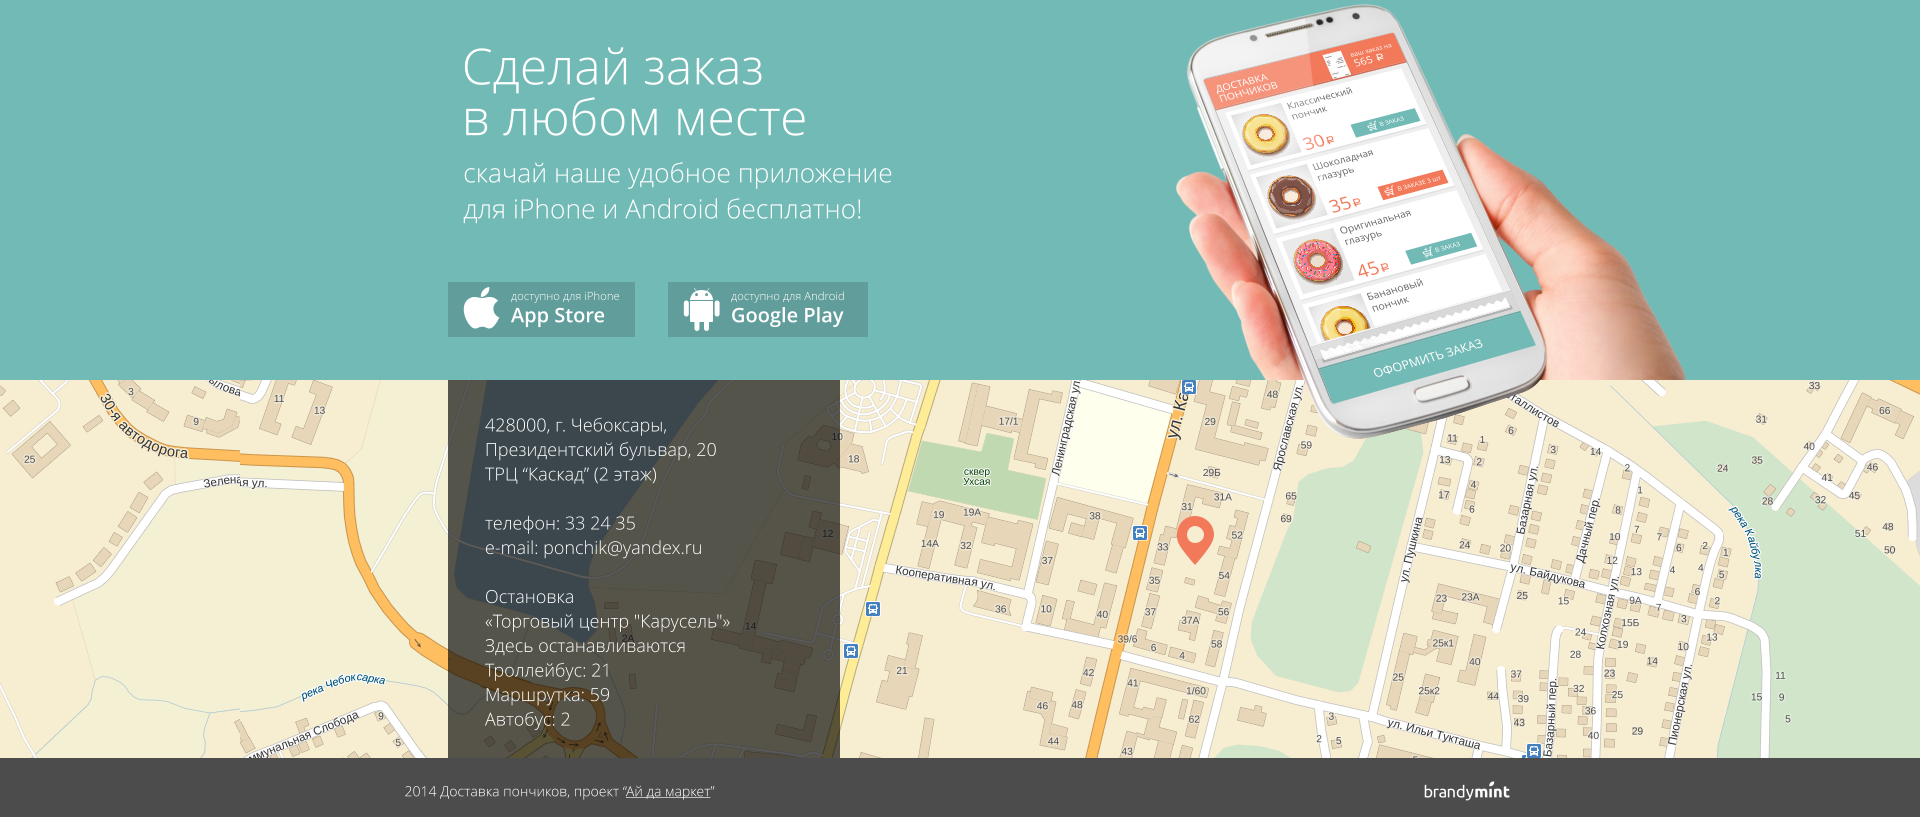 Сделай заказ
в любом месте
скачай наше удобное приложение
для iPhone и Android бесплатно!
доступно для iPhone
App Store
доступно для Android
Google Play
ваш заказ на
565 ₽
ДОСТАВКА
ПОНЧИКОВ
Классический
пончик
30₽
В ЗАКАЗ
Шоколадная
глазурь
35₽
В ЗАКАЗЕ 3 шт
Оригинальная
глазурь
45₽
В ЗАКАЗ
Банановый
пончик
ОФОРМИТЬ ЗАКАЗ
428000, г. Чебоксары,
Президентский бульвар, 20
ТРЦ “Каскад” (2 этаж)
телефон: 33 24 35
e-mail: ponchik@yandex.ru
Остановка
«Торговый центр "Карусель"»
Здесь останавливаются
Троллейбус: 21
Маршрутка: 59
Автобус: 2
30-я автодорога
река Чебоксарка
сквер
Ухсая
Ленинградская ул.
ул. Ка
Ярославская ул.
Кооперативная ул.
ул. Пушкина
Базарная ул.
Дачный пер.
ул. Байдукова
Колхозная ул.
Базарный пер.
Пионерская ул.
ул. Ильи Тукташа
река Кайбулка
2014 Доставка пончиков, проект “Ай да маркет”
brandymint